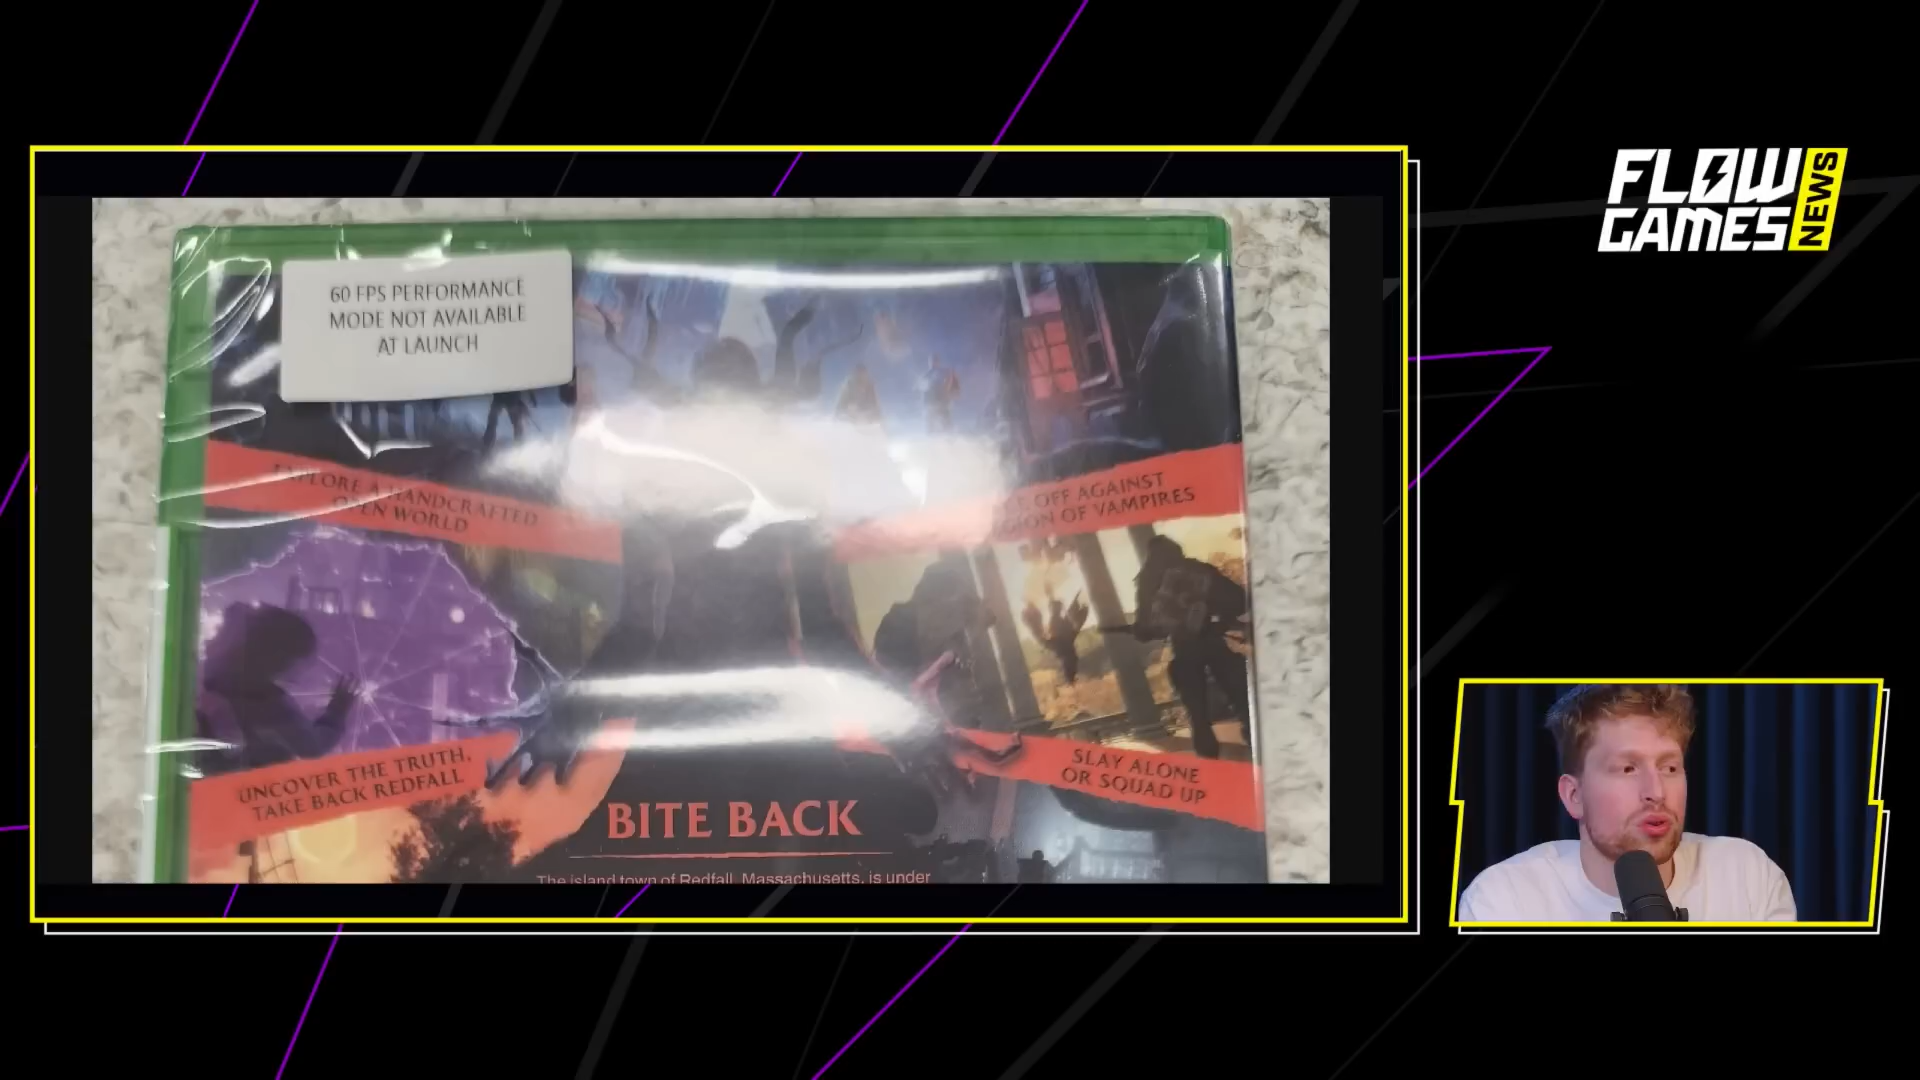 FLOW
GAMES
NEWS
60 FPS PERFORMANCE
MODE NOT AVAILABLE
AT LAUNCH
EXPLORE A HANDCRAFTED
OPEN WORLD
OFF AGAINST
OF VAMPIRES
UNCOVER THE TRUTH,
TAKE BACK REDFALL
SLAY ALONE
OR SQUAD UP
BITE BACK
The island town of Redfall, Massachusetts, is under